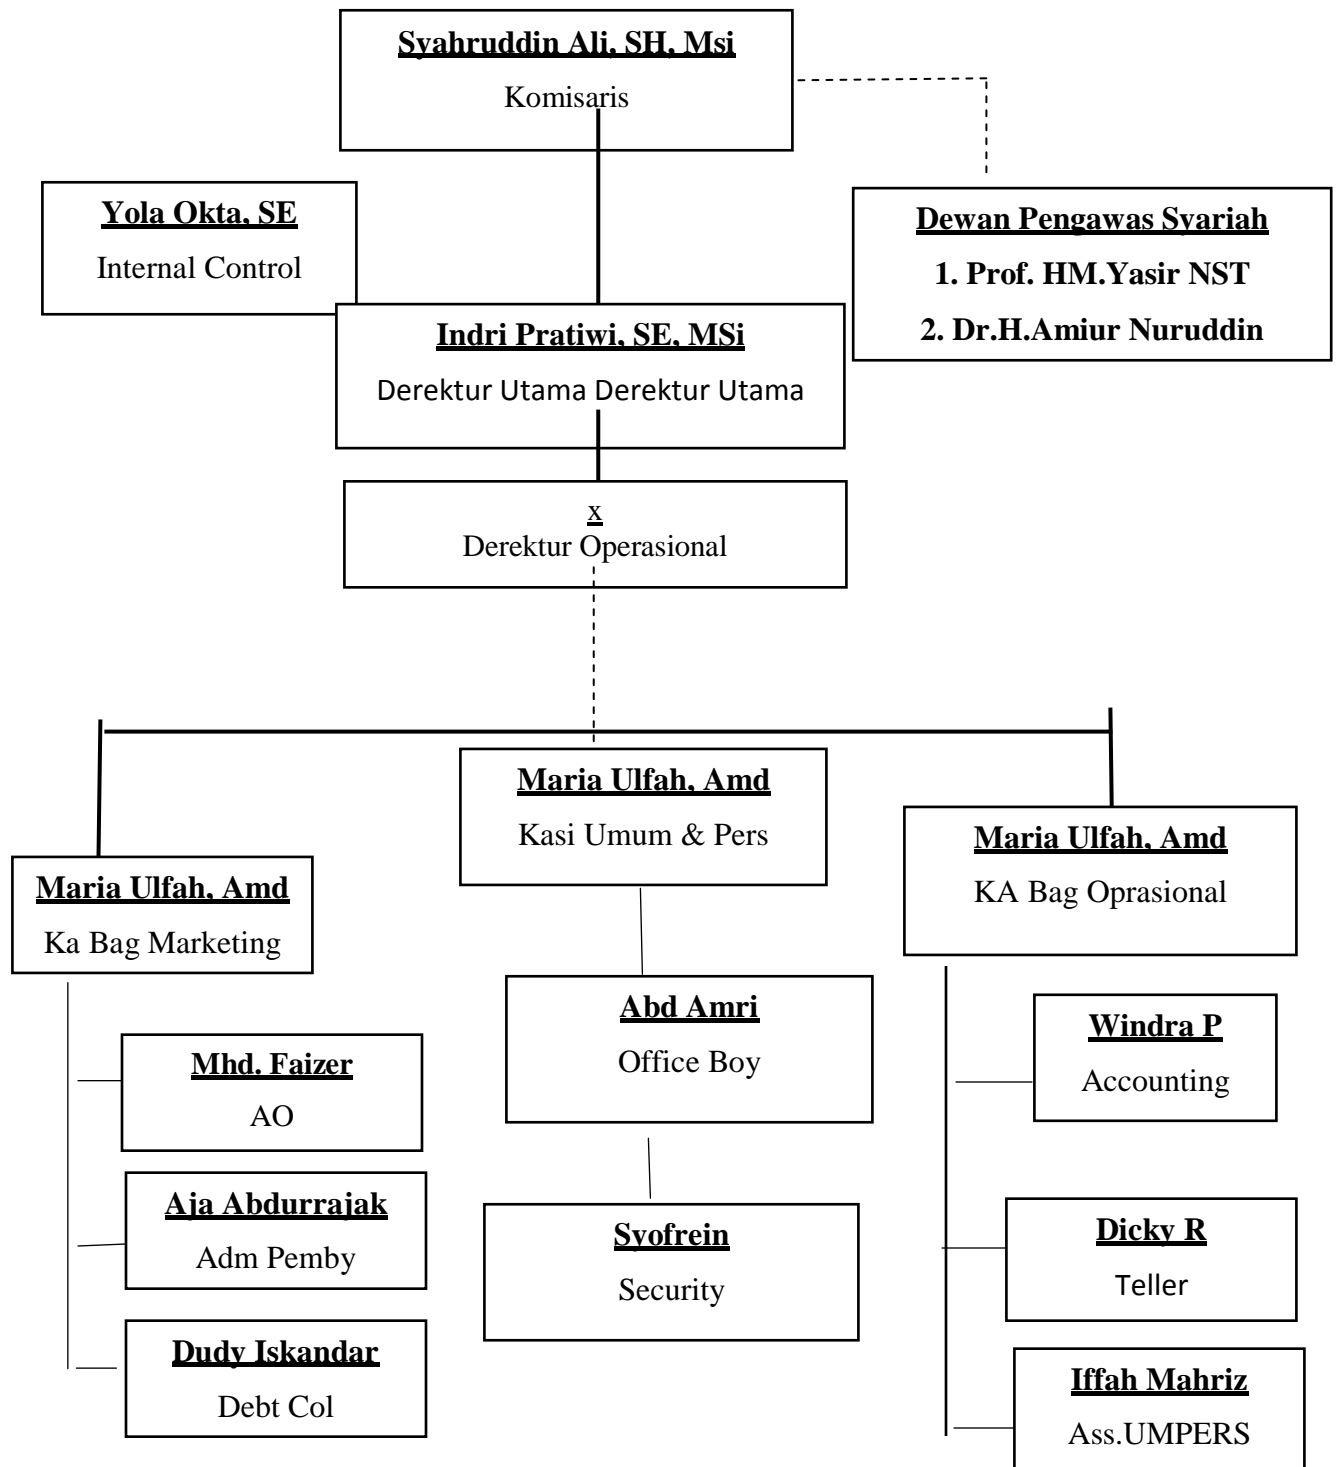 Syahruddin Ali, SH, Msi
Komisaris
Yola Okta, SE
Internal Control
Dewan Pengawas Syariah
1. Prof. HM.Yasir NST
2. Dr.H.Amiur Nuruddin
Indri Pratiwi, SE, MSi
Derektur Utama Derektur Utama
x
Derektur Operasional
Maria Ulfah, Amd
Kasi Umum & Pers
Maria Ulfah, Amd
KA Bag Oprasional
Maria Ulfah, Amd
Ka Bag Marketing
Abd Amri
Office Boy
Windra P
Accounting
Mhd. Faizer
AO
Aja Abdurrajak
Adm Pemby
Syofrein
Security
Dicky R
Teller
Dudy Iskandar
Debt Col
Iffah Mahriz
Ass.UMPERS